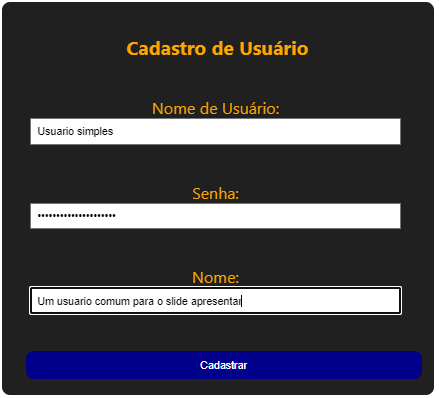 Cadastro de Usuário
Nome de Usuário:
Usuario simples
Senha:
•••••••••••••••••••••
Nome:
Um usuario comum para o slide apresentar
Cadastrar